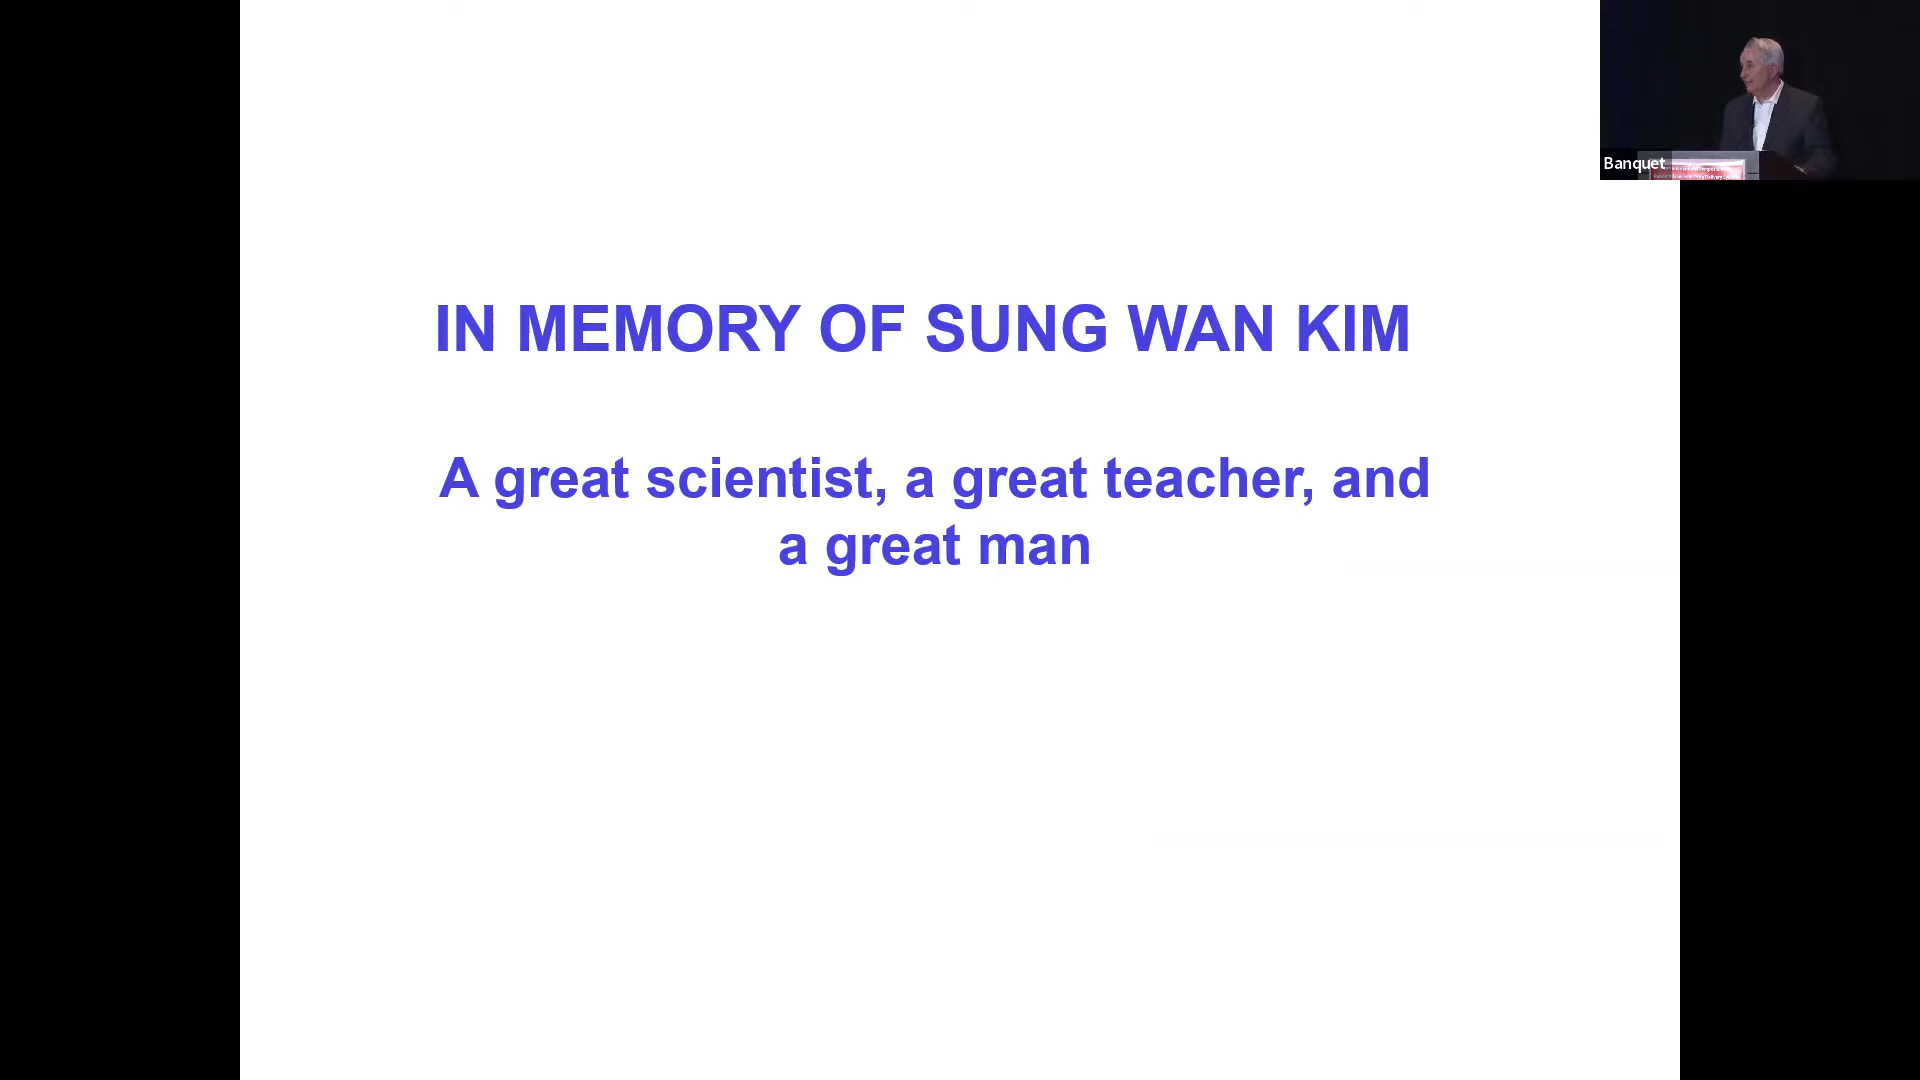 IN MEMORY OF SUNG WAN KIM
A great scientist, a great teacher, and
a great man
Banquet